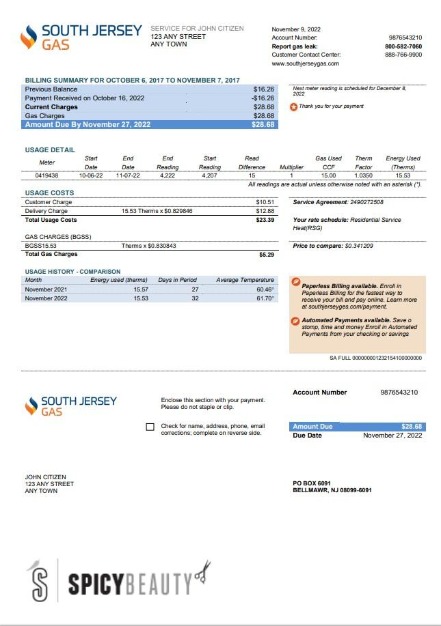 SOUTH JERSEY GAS
SERVICE FOR JOHN CITIZEN
123 ANY STREET
ANY TOWN
November 9, 2022
Account Number: 9876543210
Report gas leak: 800-582-7060
Customer Contact Center: 888-766-9900
www.southjerseygas.com
BILLING SUMMARY FOR OCTOBER 6, 2017 TO NOVEMBER 7, 2017
Previous Balance $16.26
Payment Received on October 16, 2022 -$16.26
Current Charges $28.68
Gas Charges $28.68
Amount Due By November 27, 2022 $28.68
Next meter reading is scheduled for December 8,
2022
Thank you for your payment
USAGE DETAIL
Meter Start Date End Date End Reading Start Reading Read Difference Multiplier Gas Used CCF Therm Factor Energy Used (Therms)
0419438 10-06-22 11-07-22 4,222 4,207 15 1 15.00 1.0350 15.53
All readings are actual unless otherwise noted with an asterisk (*).
USAGE COSTS
Customer Charge $10.51
Delivery Charge 15.53 Therms x $0.829846 $12.88
Total Usage Costs $23.39
Service Agreement: 2490272508
Your rate schedule: Residential Service
Heat(RSG)
GAS CHARGES (BGSS)
BGSS15.53 Therms x $0.830843
Total Gas Charges $5.29
Price to compare: $0.341209
USAGE HISTORY - COMPARISON
Month Energy used (therms) Days in Period Average Temperature
November 2021 15.57 27 60.46°
November 2022 15.53 32 61.70°
Paperless Billing available. Enroll in
Paperless Billing for the fastest way to
receive your bill and pay online. Learn more
at southjerseygas.com/payment.
Automated Payments available. Save a
stamp, time and money Enroll in Automated
Payments from your checking or savings
SOUTH JERSEY GAS
Enclose this section with your payment.
Please do not staple or clip.
Check for name, address, phone, email
corrections; complete on reverse side.
Account Number 9876543210
Amount Due $28.68
Due Date November 27, 2022
JOHN CITIZEN
123 ANY STREET
ANY TOWN
PO BOX 6091
BELLMAWR, NJ 08099-6091
S SPICYBEAUTY